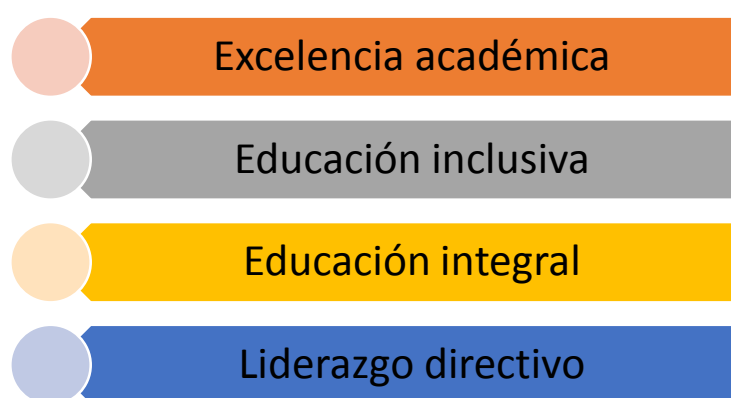 Excelencia académica
Educación inclusiva
Educación integral
Liderazgo directivo